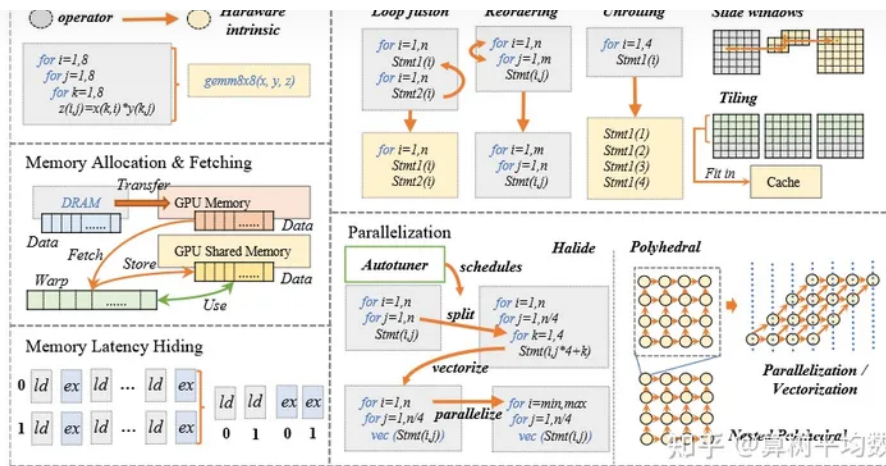 operator
Hardware
intrinsic
for i=1,8
for j=1,8
for k=1,8
z(i,j)=x(k,i)*y(k,j)
gemm8x8(x, y, z)
Memory Allocation & Fetching
Transfer
DRAM
GPU Memory
......
......
Data
Data
Fetch
GPU Shared Memory
Store
......
Data
Warp
......
Use
Memory Latency Hiding
0 ld ex ld ... ld ex
1 ld ex ld ... ld ex
ld ld ex ex
0 1 0 1
Loop fusion
for i=1,n
Stmt1(i)
for i=1,n
Stmt2(i)
for i=1,n
Stmt1(i)
Stmt2(i)
Reordering
for i=1,n
for j=1,m
Stmt(i,j)
for i=1,m
for j=1,n
Stmt(i,j)
Unrolling
for i=1,4
Stmt1(i)
Stmt1(1)
Stmt1(2)
Stmt1(3)
Stmt1(4)
Slide windows
Tiling
Fit in
Cache
Parallelization
Halide
Autotuner
schedules
for i=1,n
for j=1,n
Stmt(i,j)
split
for i=1,n
for j=1,n/4
for k=1,4
Stmt(i,j*4+k)
vectorize
for i=1,n
for j=1,n/4
vec (Stmt(i,j))
parallelize
for i=min,max
for j=1,n/4
vec (Stmt(i,j))
Polyhedral
Parallelization /
Vectorization
Nested Polyhedral
知乎 @算树平均数